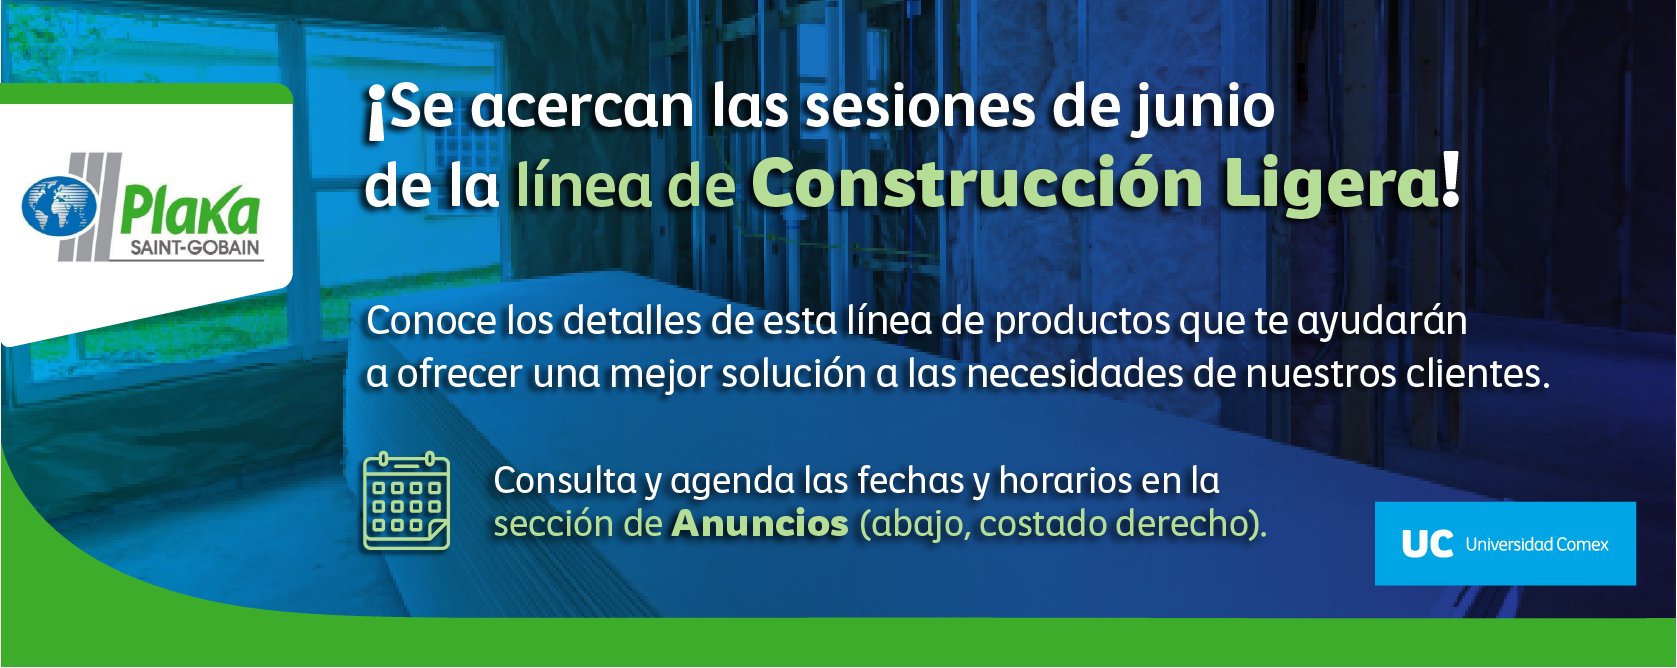 ¡Se acercan las sesiones de junio
de la línea de Construcción Ligera!
Plaka
SAINT-GOBAIN
Conoce los detalles de esta línea de productos que te ayudarán
a ofrecer una mejor solución a las necesidades de nuestros clientes.
Consulta y agenda las fechas y horarios en la
sección de Anuncios (abajo, costado derecho).
UC Universidad Comex